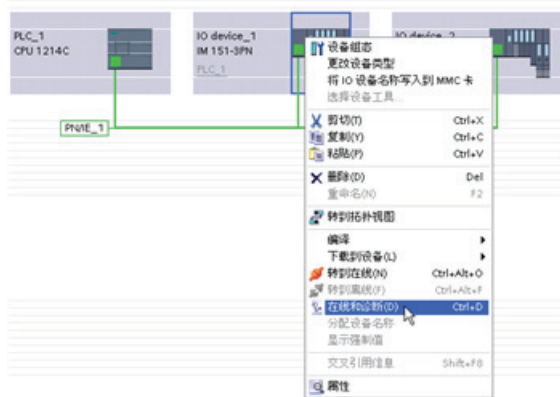 PLC_1
CPU 1214C
IO device_1
IM 151-3PN
PLC_1
IO device_2
PN/IE_1
设备组态
更改设备类型
将 IO 设备名称写入到 MMC 卡
选择设备工具...
剪切(T) Ctrl+X
复制(Y) Ctrl+C
粘贴(P) Ctrl+V
删除(D) Del
重命名(N) F2
转到拓扑视图
编译
下载到设备(L)
转到在线(N) Ctrl+Alt+O
转到离线(F) Ctrl+Alt+F
在线和诊断(D) Ctrl+D
分配设备名称
显示强制值
交叉引用信息 Shift+F8
属性